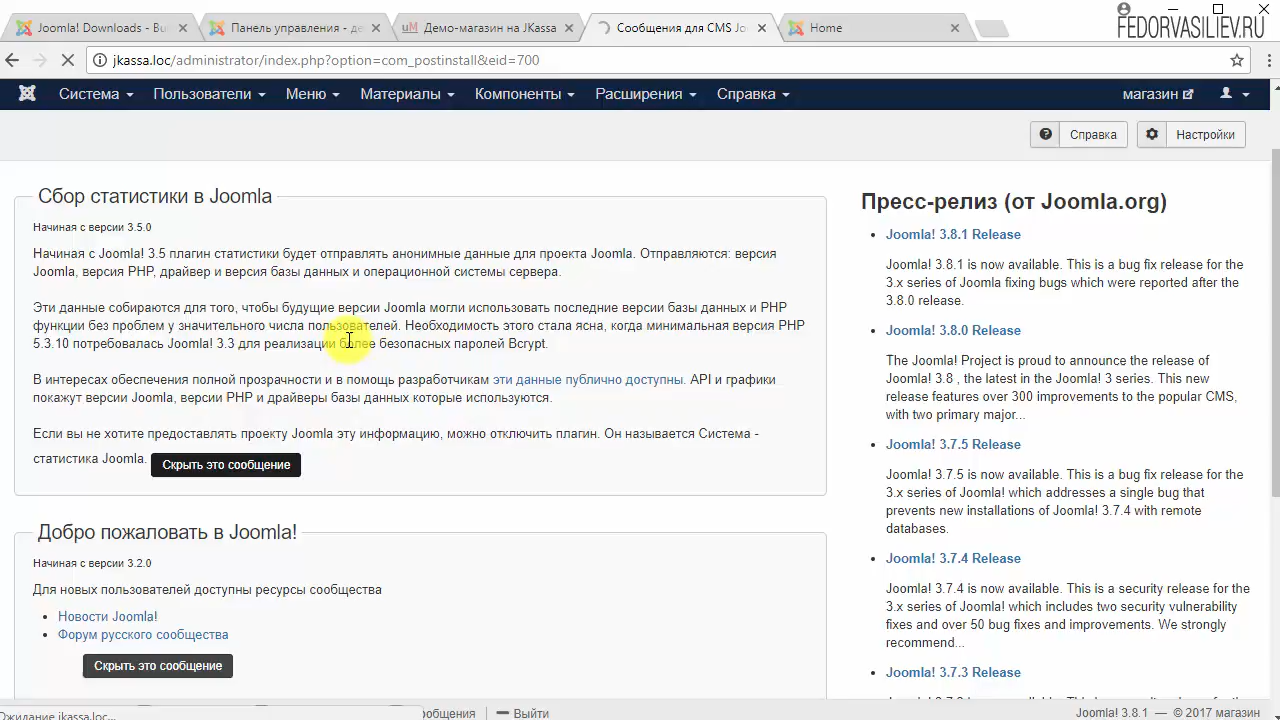 FEDORVASILIEV.RU
Joomla! Downloads - Bu
Панель управления - де
Демо-магазин на JKassa
Сообщения для CMS Jo
Home
jkassa.loc/administrator/index.php?option=com_postinstall&eid=700
Система Пользователи Меню Материалы Компоненты Расширения Справка магазин
Справка Настройки
Сбор статистики в Joomla
Начиная с версии 3.5.0
Начиная с Joomla! 3.5 плагин статистики будет отправлять анонимные данные для проекта Joomla. Отправляются: версия
Joomla, версия PHP, драйвер и версия базы данных и операционной системы сервера.
Эти данные собираются для того, чтобы будущие версии Joomla могли использовать последние версии базы данных и PHP
функции без проблем у значительного числа пользователей. Необходимость этого стала ясна, когда минимальная версия PHP
5.3.10 потребовалась Joomla! 3.3 для реализации более безопасных паролей Bcrypt.
В интересах обеспечения полной прозрачности и в помощь разработчикам эти данные публично доступны. API и графики
покажут версии Joomla, версии PHP и драйверы базы данных которые используются.
Если вы не хотите предоставлять проекту Joomla эту информацию, можно отключить плагин. Он называется Система -
статистика Joomla. Скрыть это сообщение
Добро пожаловать в Joomla!
Начиная с версии 3.2.0
Для новых пользователей доступны ресурсы сообщества
Новости Joomla!
Форум русского сообщества
Скрыть это сообщение
Пресс-релиз (от Joomla.org)
Joomla! 3.8.1 Release
Joomla! 3.8.1 is now available. This is a bug fix release for the
3.x series of Joomla fixing bugs which were reported after the
3.8.0 release.
Joomla! 3.8.0 Release
The Joomla! Project is proud to announce the release of
Joomla! 3.8 , the latest in the Joomla! 3 series. This new
release features over 300 improvements to the popular CMS,
with two primary major...
Joomla! 3.7.5 Release
Joomla! 3.7.5 is now available. This is a bug fix release for the
3.x series of Joomla! which addresses a single bug that
prevents new installations of Joomla! 3.7.4 with remote
databases.
Joomla! 3.7.4 Release
Joomla! 3.7.4 is now available. This is a security release for the
3.x series of Joomla! which includes two security vulnerability
fixes and over 50 bug fixes and improvements. We strongly
recommend...
Joomla! 3.7.3 Release
Ожидание jkassa.loc...
ообщения Выйти
Joomla! 3.8.1 — © 2017 магазин